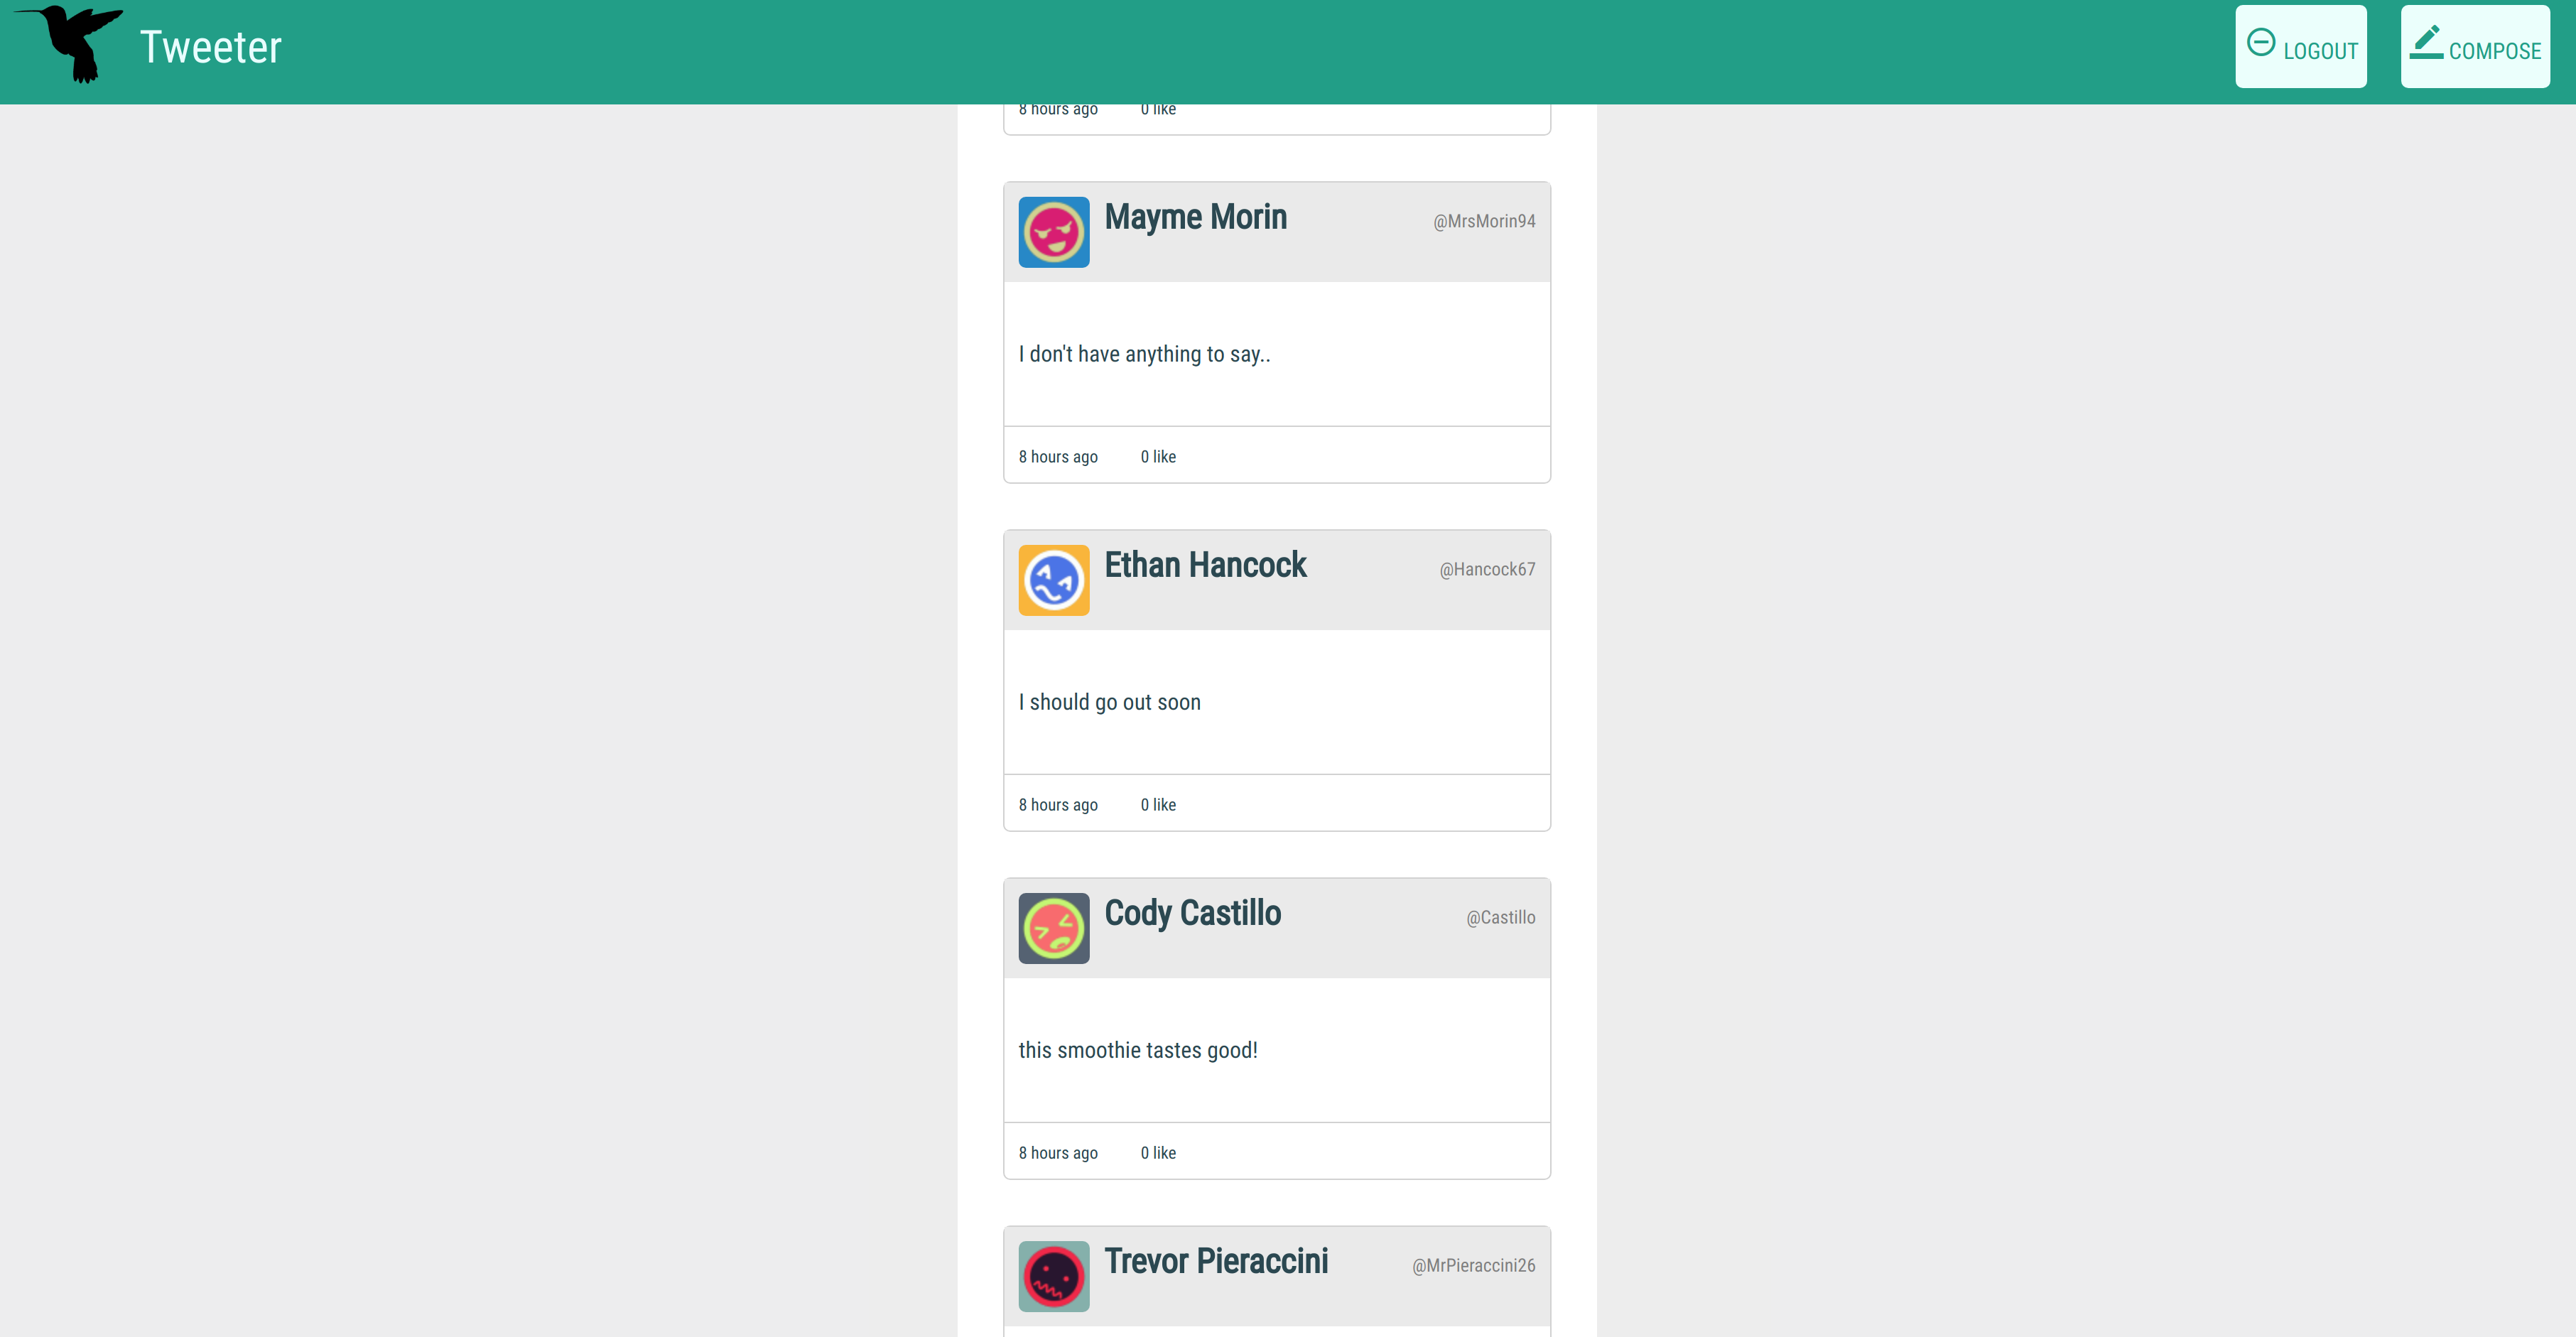 Tweeter
LOGOUT
COMPOSE
8 hours ago 0 like
Mayme Morin @MrsMorin94
I don't have anything to say..
8 hours ago 0 like
Ethan Hancock @Hancock67
I should go out soon
8 hours ago 0 like
Cody Castillo @Castillo
this smoothie tastes good!
8 hours ago 0 like
Trevor Pieraccini @MrPieraccini26